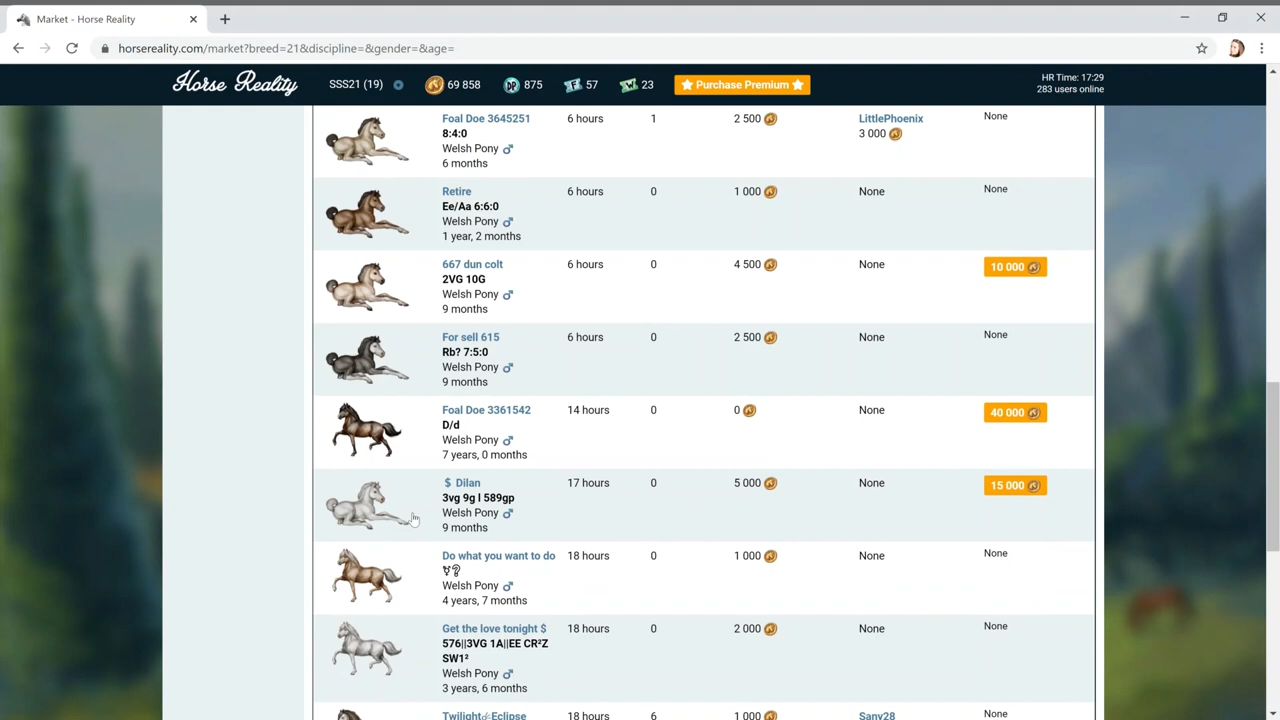 Market - Horse Reality
horsereality.com/market?breed=21&discipline=&gender=&age=
Horse Reality SSS21 (19) 69 858 DP 875 57 23 Purchase Premium HR Time: 17:29
283 users online
Foal Doe 3645251 6 hours 1 2 500 LittlePhoenix None
8:4:0 3 000
Welsh Pony ♂
6 months
Retire 6 hours 0 1 000 None None
Ee/Aa 6:6:0
Welsh Pony ♂
1 year, 2 months
667 dun colt 6 hours 0 4 500 None 10 000
2VG 10G
Welsh Pony ♂
9 months
For sell 615 6 hours 0 2 500 None None
Rb? 7:5:0
Welsh Pony ♂
9 months
Foal Doe 3361542 14 hours 0 0 None 40 000
D/d
Welsh Pony ♂
7 years, 0 months
$ Dilan 17 hours 0 5 000 None 15 000
3vg 9g l 589gp
Welsh Pony ♂
9 months
Do what you want to do 18 hours 0 1 000 None None
Welsh Pony ♂
4 years, 7 months
Get the love tonight $ 18 hours 0 2 000 None None
576||3VG 1A||EE CR²Z
SW1²
Welsh Pony ♂
3 years, 6 months
Twilight Eclipse 18 hours 6 1 000 Sany28 None